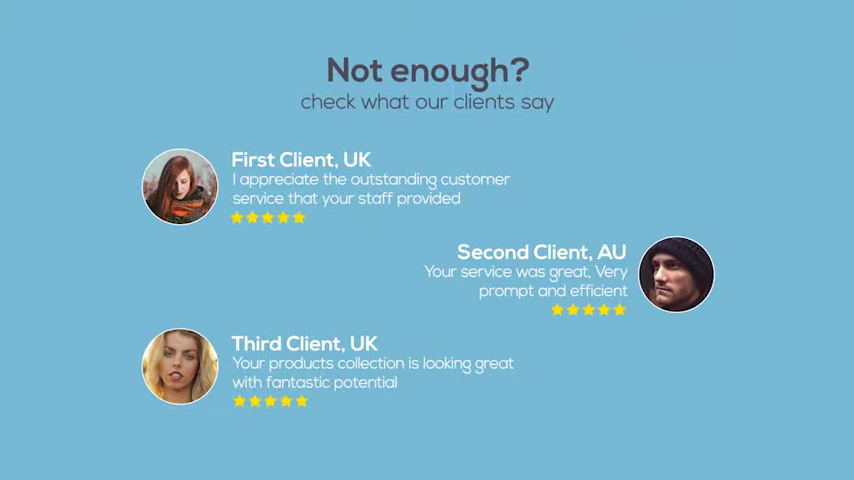 Not enough?
check what our clients say
First Client, UK
I appreciate the outstanding customer
service that your staff provided
Second Client, AU
Your service was great, Very
prompt and efficient
Third Client, UK
Your products collection is looking great
with fantastic potential